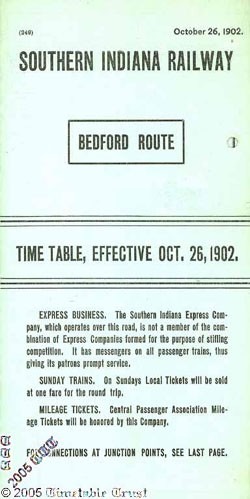 (249) October 26, 1902.
SOUTHERN INDIANA RAILWAY
BEDFORD ROUTE
TIME TABLE, EFFECTIVE OCT. 26, 1902.
EXPRESS BUSINESS. The Southern Indiana Express Com-
pany, which operates over this road, is not a member of the com-
bination of Express Companies formed for the purpose of stifling
competition. It has messengers on all passenger trains, thus
giving its patrons prompt service.
SUNDAY TRAINS. On Sundays Local Tickets will be sold
at one fare for the round trip.
MILEAGE TICKETS. Central Passenger Association Mile-
age Tickets will be honored by this Company.
FOR CONNECTIONS AT JUNCTION POINTS, SEE LAST PAGE.
2005
© 2005 Timetable Trust